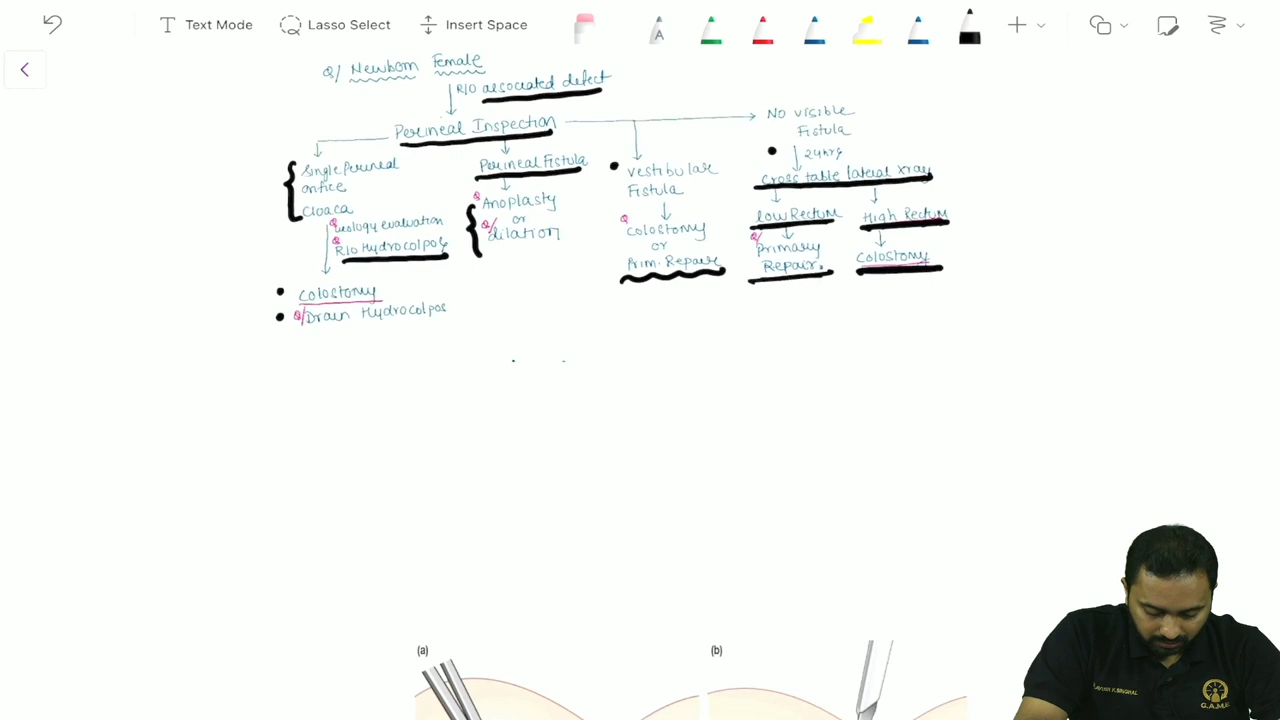 Text Mode
Lasso Select
Insert Space
A
Q/ Newborn Female
R/O associated defect
Perineal Inspection
Single perineal
orifice
Cloaca
Q Urology evaluation
Q R/O Hydrocolpos
Colostomy
Q/ Drain Hydrocolpos
Perineal Fistula
Q Anoplasty
or
Q/ dilation
Vestibular
Fistula
Q Colostomy
or
Prim. Repair
No visible
Fistula
24hrs
Cross table lateral xray
Low Rectum
Q/ Primary
Repair.
High Rectum
Colostomy
(a)
(b)
G.A.M.S